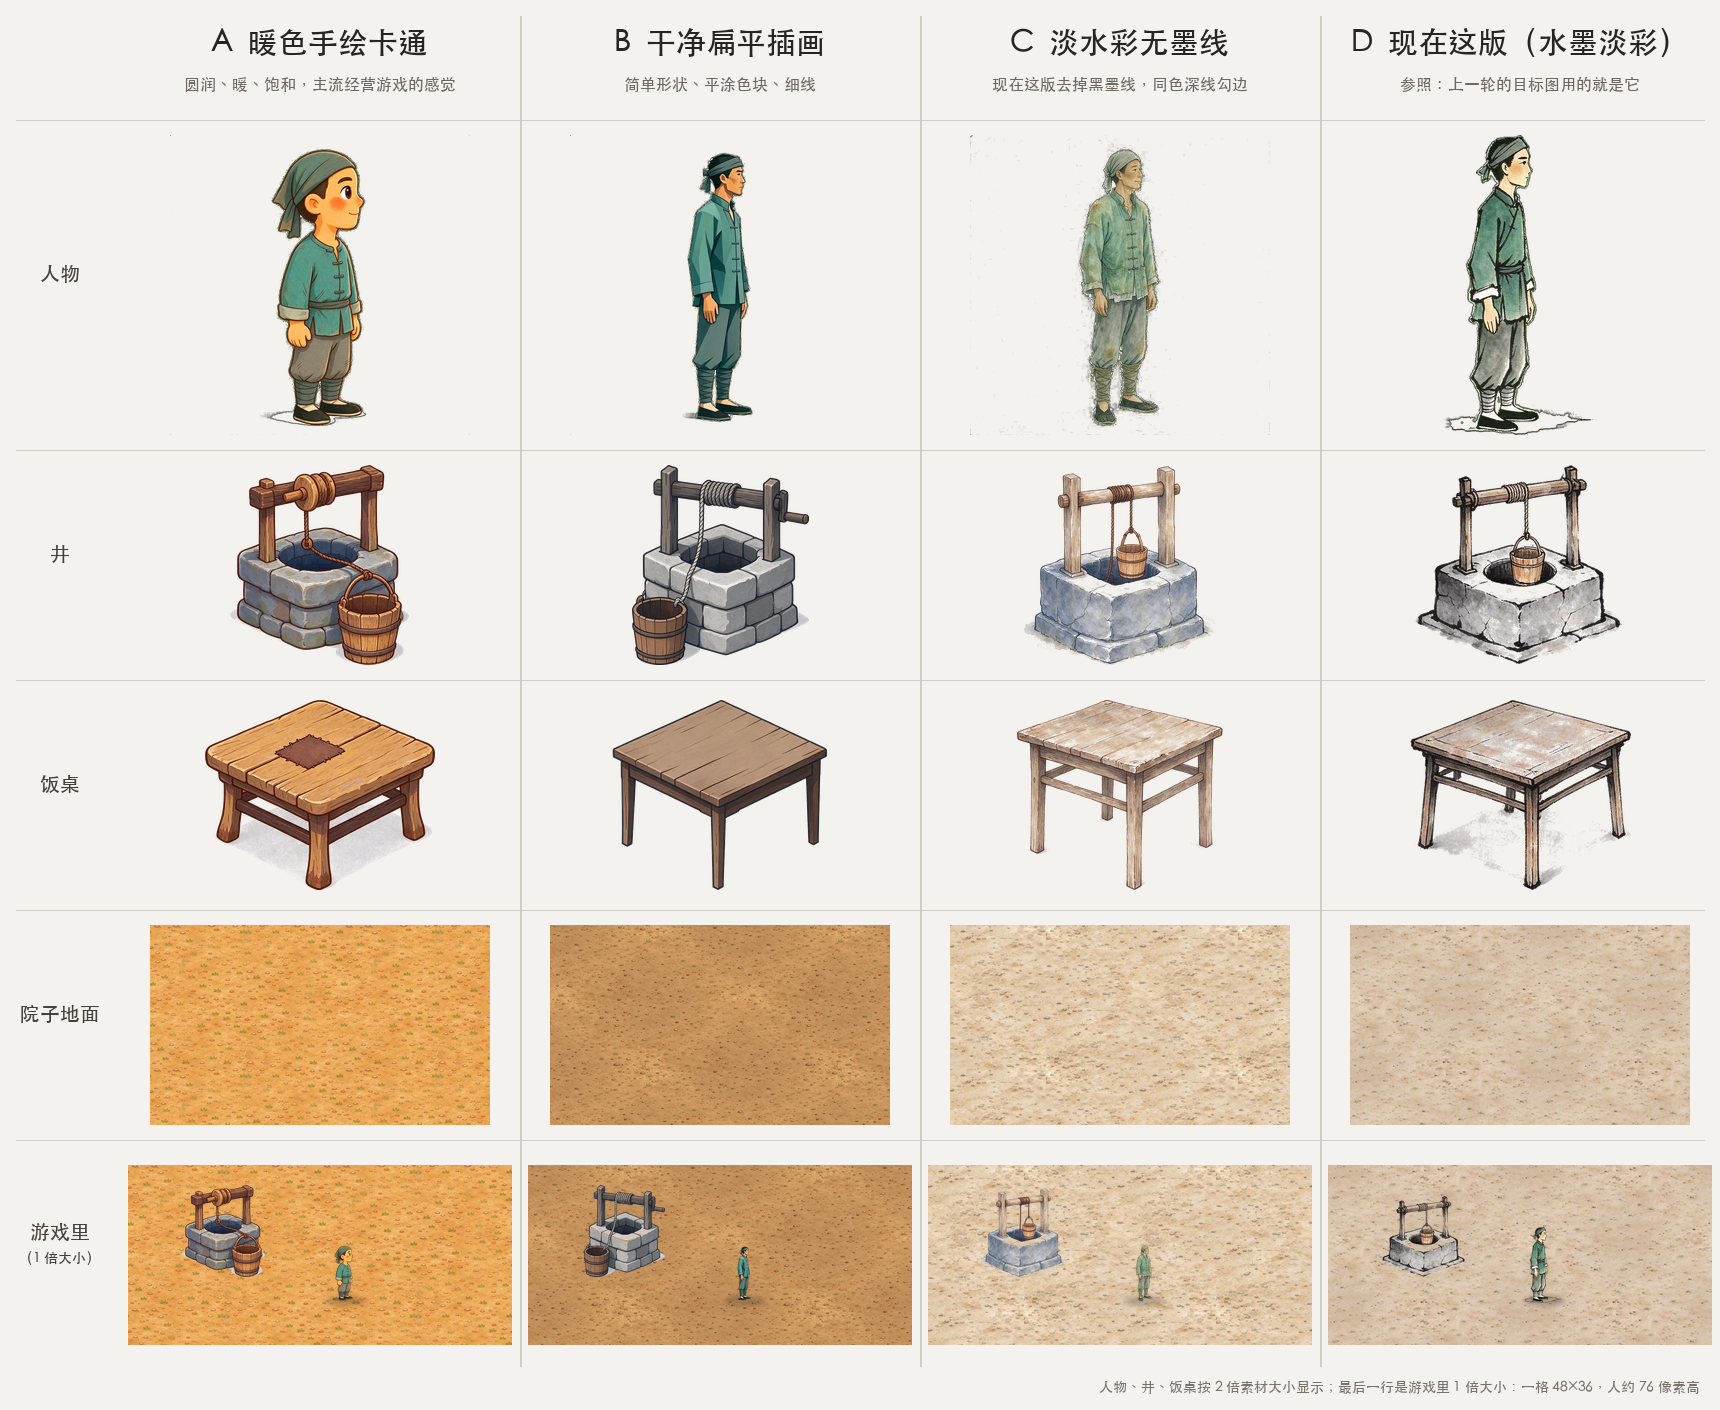 A 暖色手绘卡通
圆润、暖、饱和，主流经营游戏的感觉
B 干净扁平插画
简单形状、平涂色块、细线
C 淡水彩无墨线
现在这版去掉黑墨线，同色深线勾边
D 现在这版（水墨淡彩）
参照：上一轮的目标图用的就是它
人物
井
饭桌
院子地面
游戏里
(1 倍大小)
人物、井、饭桌按 2 倍素材大小显示；最后一行是游戏里 1 倍大小：一格 48×36，人约 76 像素高